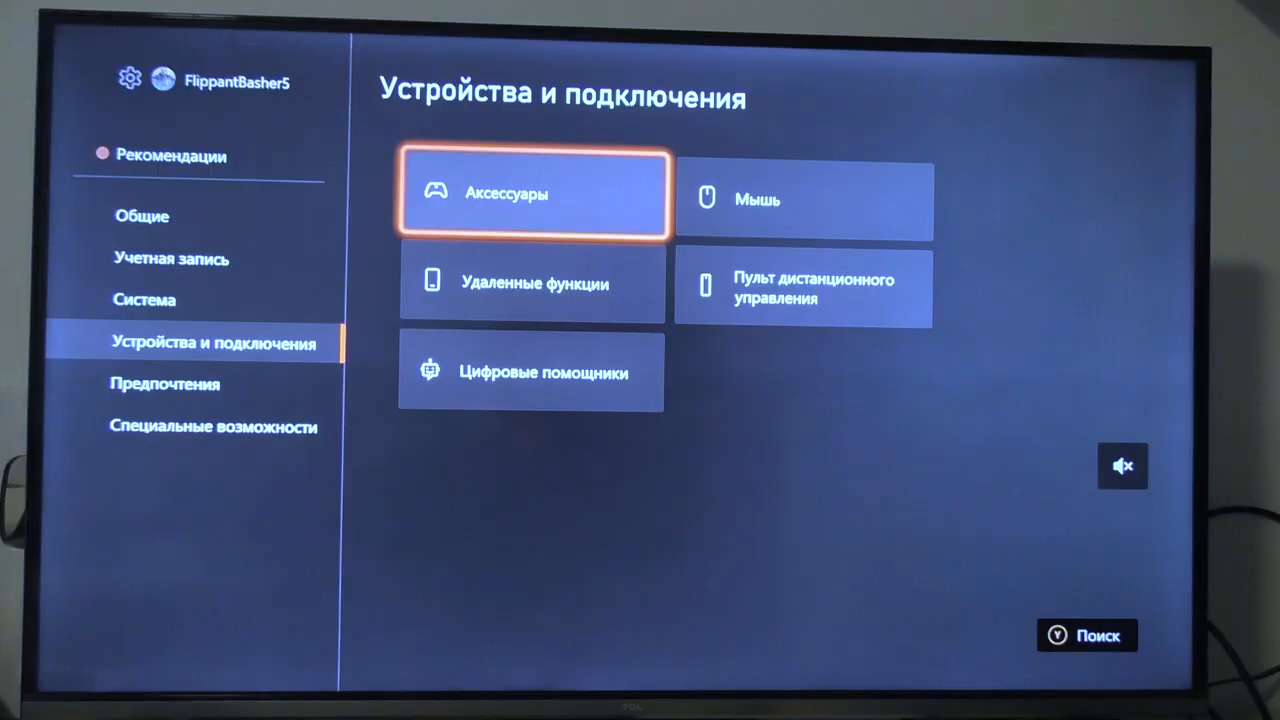 FlippantBasher5
Устройства и подключения
Рекомендации
Общие
Учетная запись
Система
Устройства и подключения
Предпочтения
Специальные возможности
Аксессуары
Мышь
Удаленные функции
Пульт дистанционного
управления
Цифровые помощники
Y Поиск
TCL